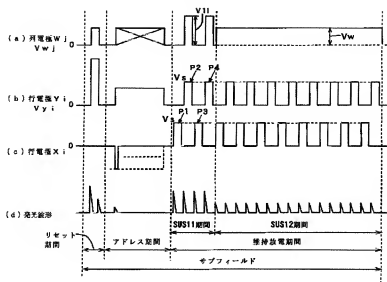 V11
(a)列電極Wj
Vwj
0
Vw
P2 P4
Vs
(b)行電極Yi
Vyi
0
Vs
P1 P3
(c)行電極Xi
0
(d)発光波形
SUS11期間 SUS12期間
リセット
期間
アドレス期間
維持放電期間
サブフィールド